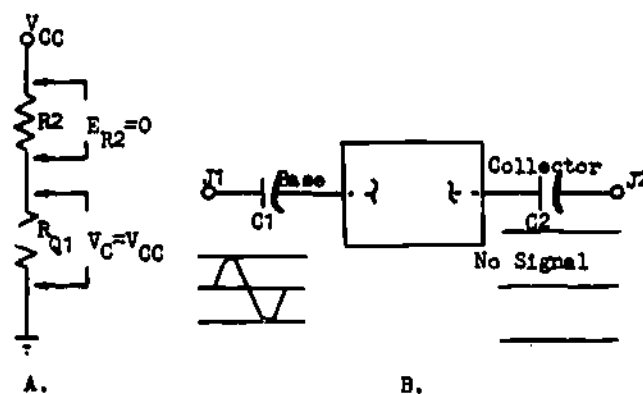 VCC
R2
ER2=0
RQ1
VC=VCC
A.
J1
Base
C1
Collector
J2
C2
No Signal
B.